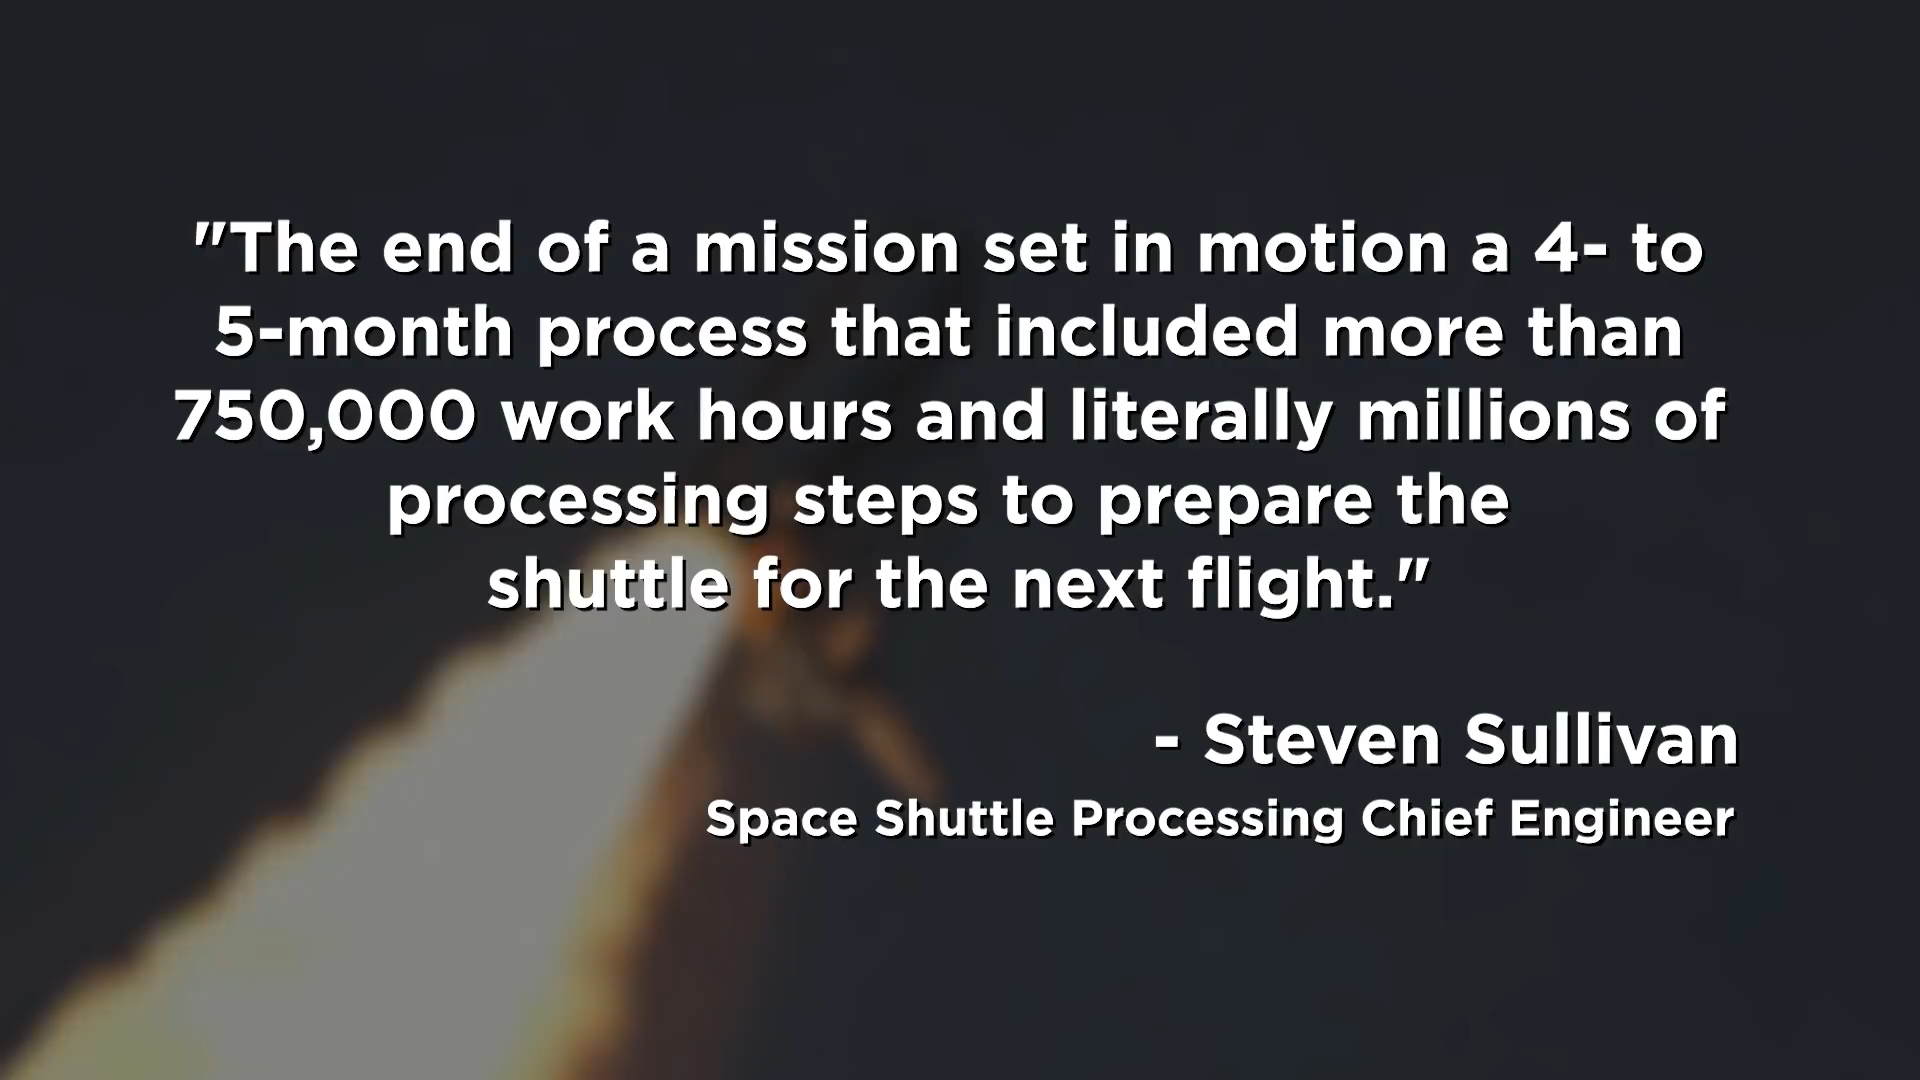 "The end of a mission set in motion a 4- to
5-month process that included more than
750,000 work hours and literally millions of
processing steps to prepare the
shuttle for the next flight."
- Steven Sullivan
Space Shuttle Processing Chief Engineer